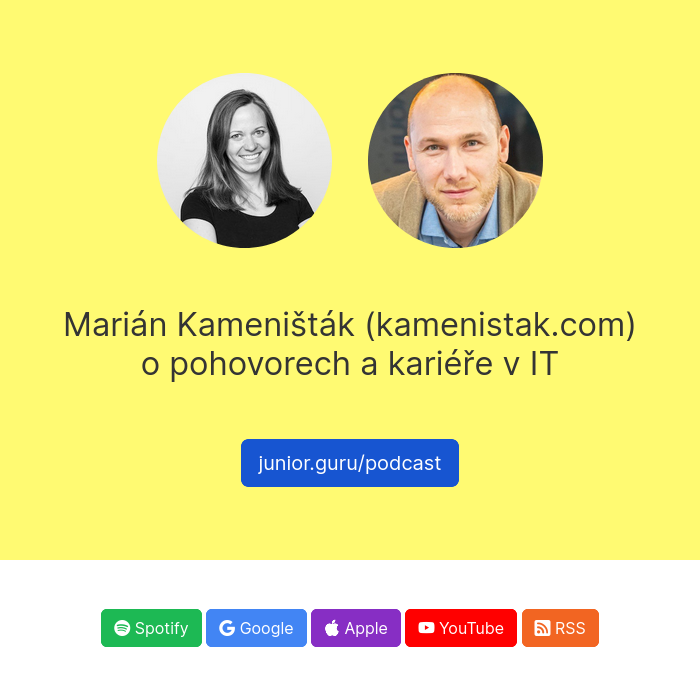 Marián Kameništák (kamenistak.com)
o pohovorech a kariéře v IT
junior.guru/podcast
Spotify
Google
Apple
YouTube
RSS